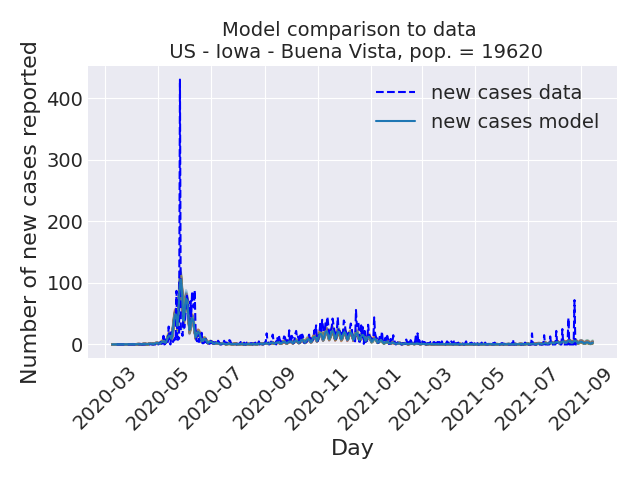 Model comparison to data
US - Iowa - Buena Vista, pop. = 19620
Number of new cases reported
400
300
200
100
0
new cases data
new cases model
2020-03
2020-05
2020-07
2020-09
2020-11
2021-01
2021-03
2021-05
2021-07
2021-09
Day